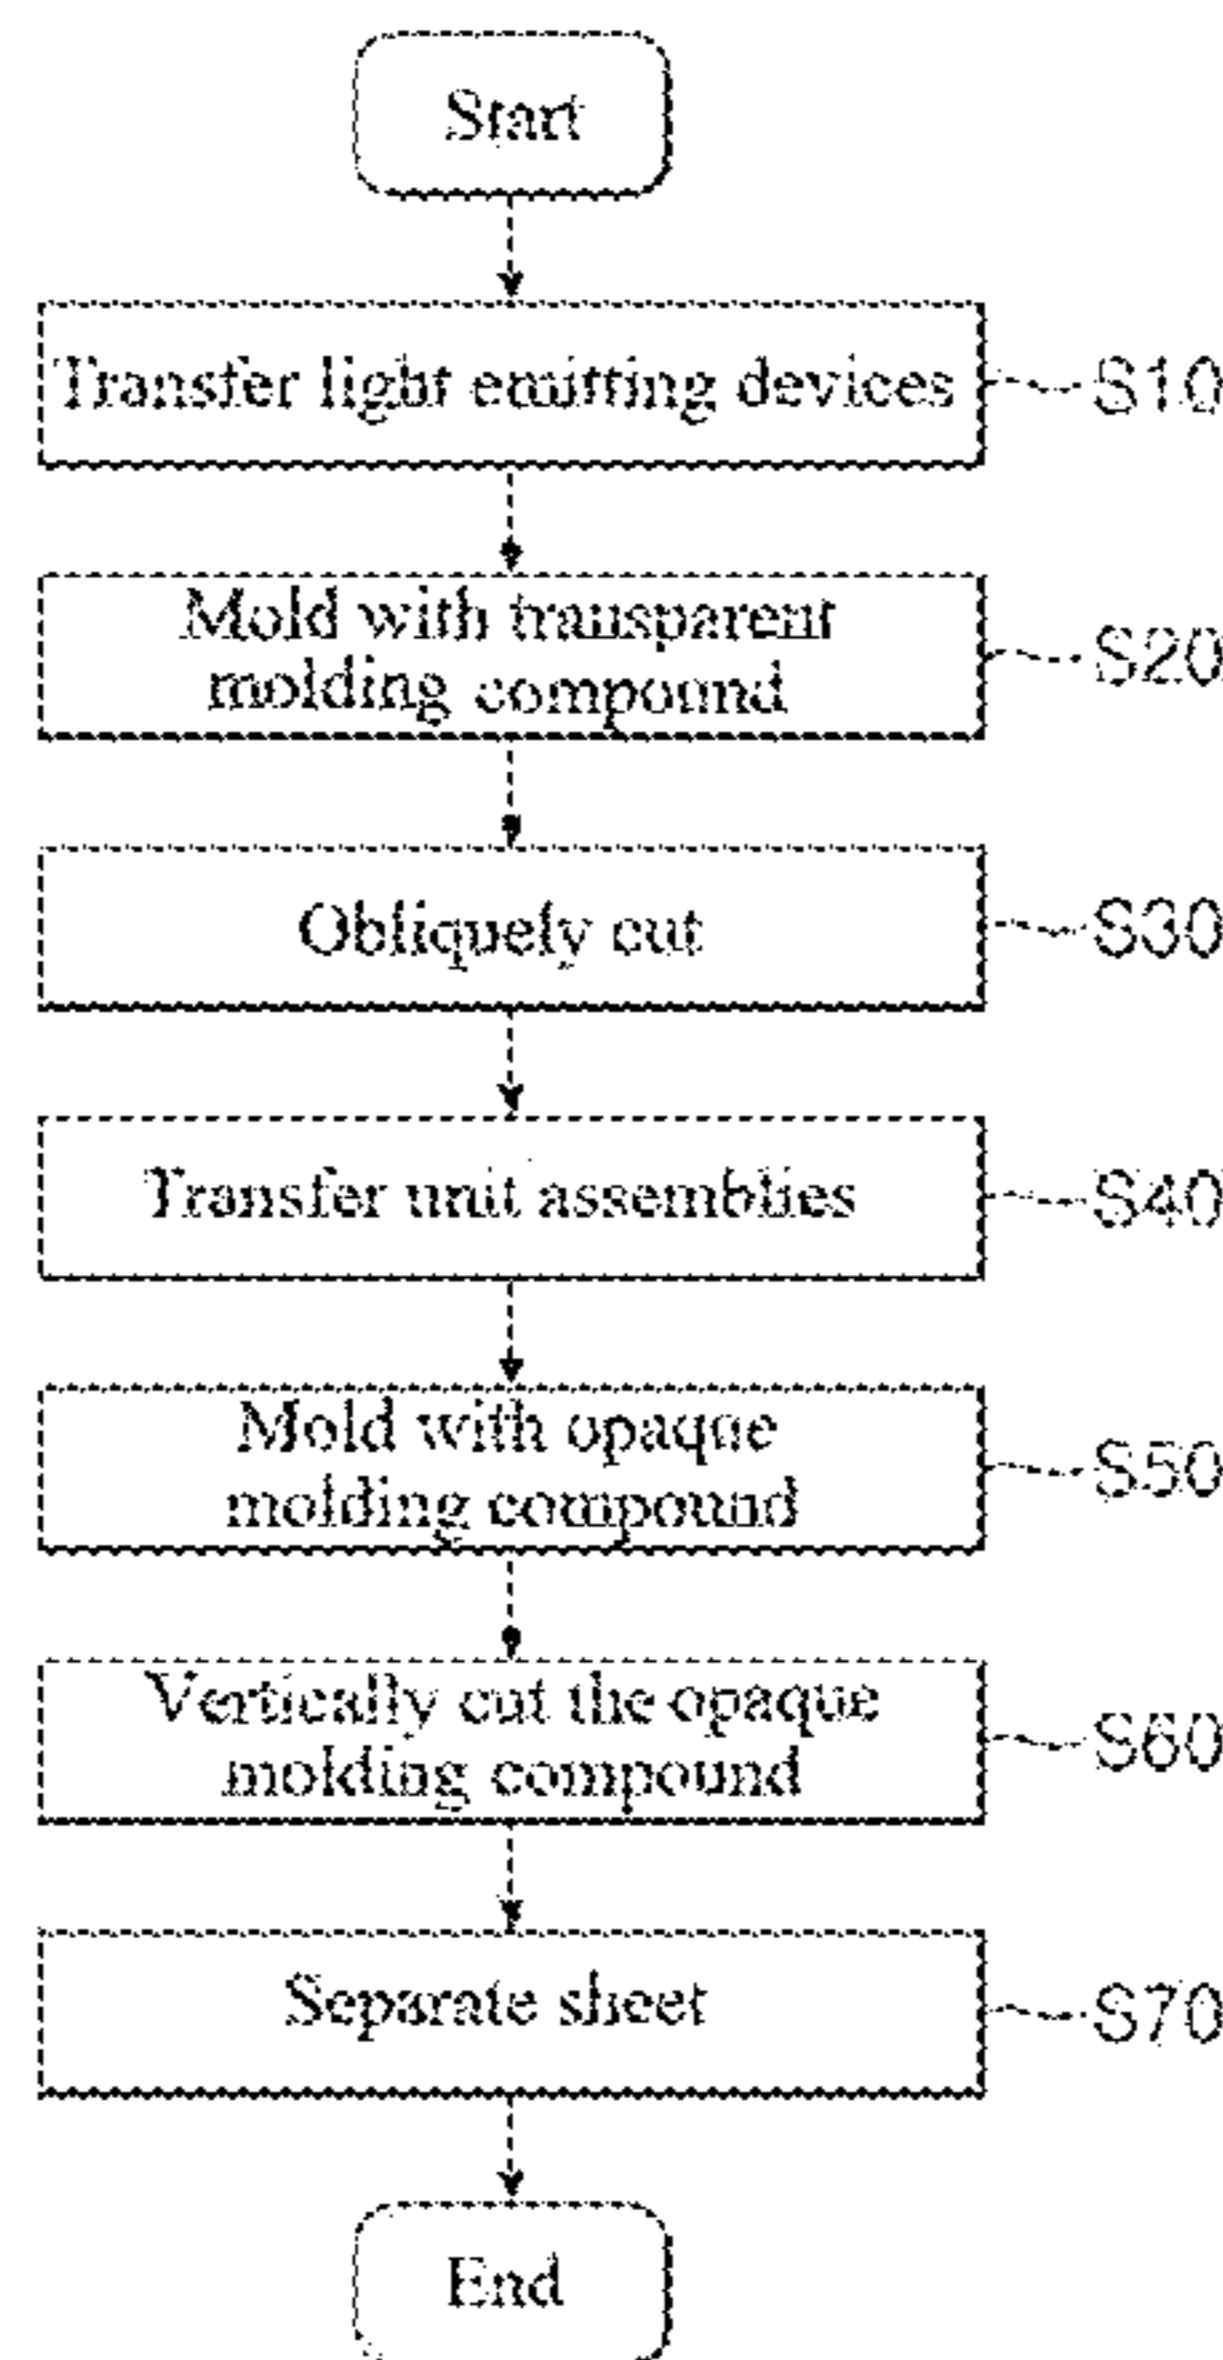 Start
Transfer light emitting devices
S10
Mold with transparent
molding compound
S20
Obliquely cut
S30
Transfer unit assemblies
S40
Mold with opaque
molding compound
S50
Vertically cut the opaque
molding compound
S60
Separate sheet
S70
End